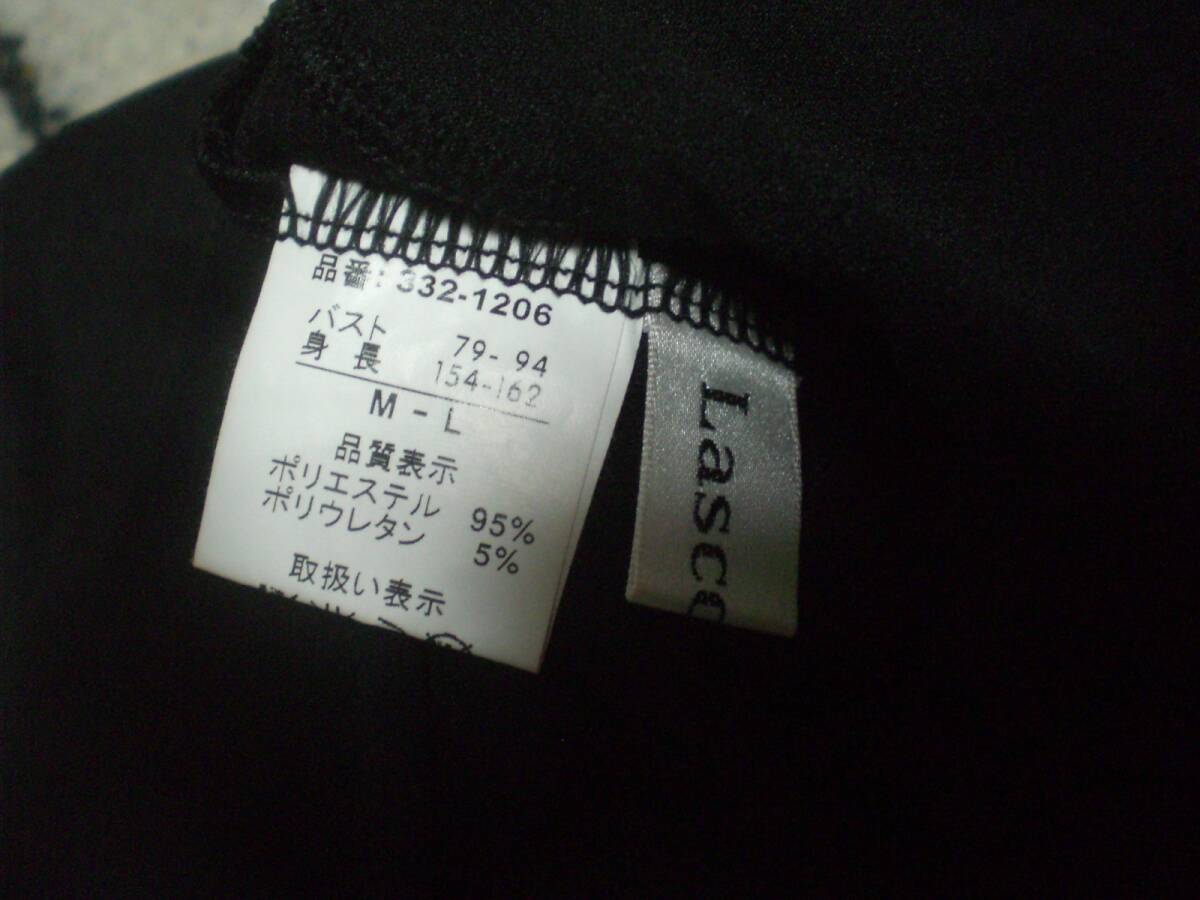 品番: 332-1206
バスト 79- 94
身長 154-162
M - L
品質表示
ポリエステル 95%
ポリウレタン 5%
取扱い表示
Lasco